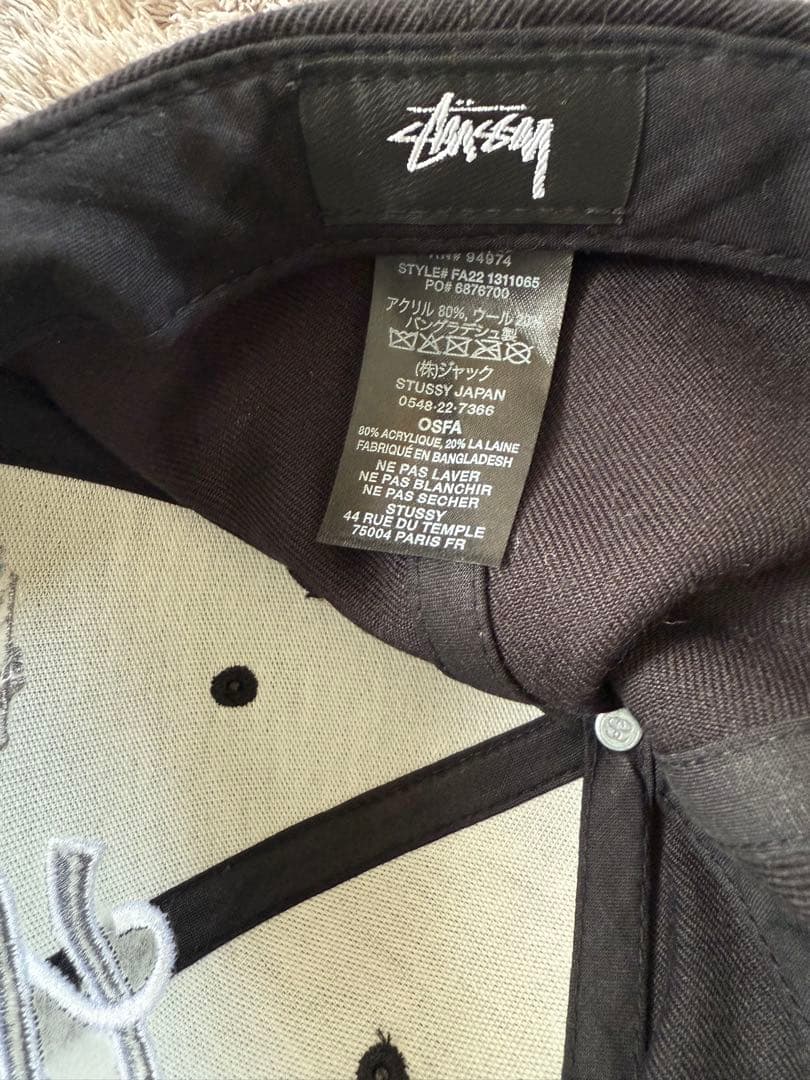 Stüssy
RN# 94974
STYLE# FA22 1311065
PO# 6876700
アクリル 80%, ウール 20%
バングラデシュ製
(株)ジャック
STUSSY JAPAN
0548-22-7366
OSFA
80% ACRYLIQUE, 20% LA LAINE
FABRIQUÉ EN BANGLADESH
NE PAS LAVER
NE PAS BLANCHIR
NE PAS SECHER
STUSSY
44 RUE DU TEMPLE
75004 PARIS FR